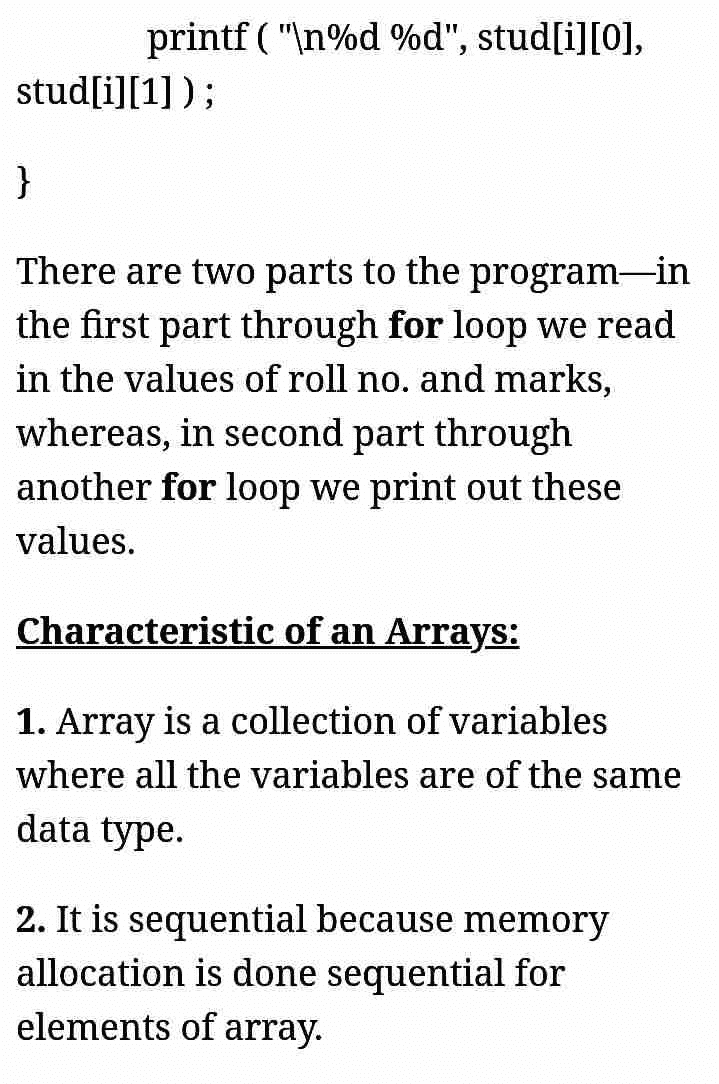 printf ( "\n%d %d", stud[i][0],
stud[i][1] ) ;
}
There are two parts to the program—in
the first part through for loop we read
in the values of roll no. and marks,
whereas, in second part through
another for loop we print out these
values.
Characteristic of an Arrays:
1. Array is a collection of variables
where all the variables are of the same
data type.
2. It is sequential because memory
allocation is done sequential for
elements of array.